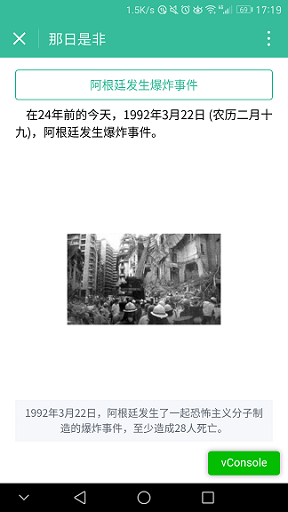 1.5K/s 69 17:19
那日是非
阿根廷发生爆炸事件
在24年前的今天，1992年3月22日 (农历二月十
九)，阿根廷发生爆炸事件。
1992年3月22日，阿根廷发生了一起恐怖主义分子制
造的爆炸事件，至少造成28人死亡。
vConsole